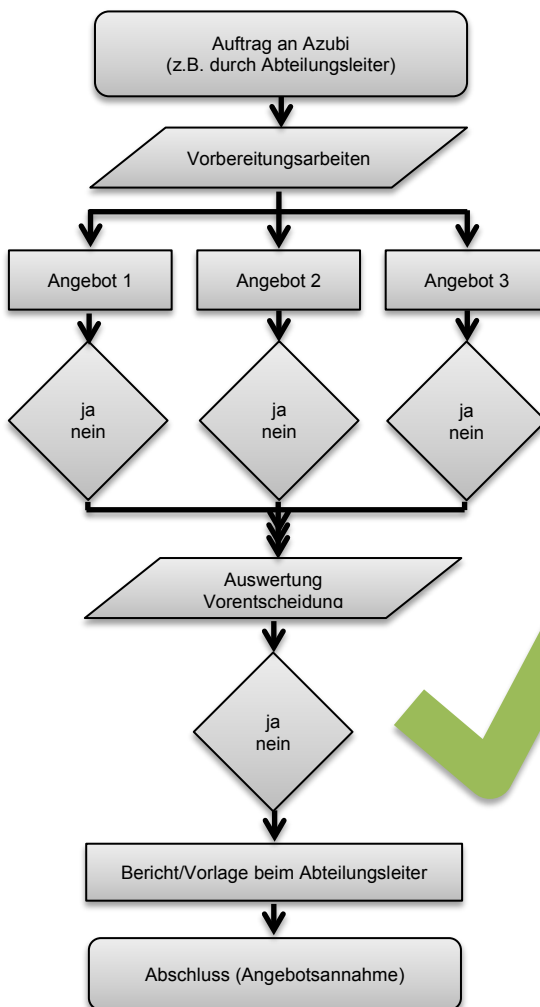 Auftrag an Azubi
(z.B. durch Abteilungsleiter)
Vorbereitungsarbeiten
Angebot 1
Angebot 2
Angebot 3
ja
nein
ja
nein
ja
nein
Auswertung
Vorentscheidung
ja
nein
Bericht/Vorlage beim Abteilungsleiter
Abschluss (Angebotsannahme)